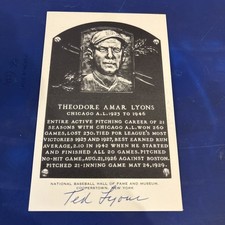 THEODORE AMAR LYONS
CHICAGO A.L. 1923 TO 1946
ENTIRE ACTIVE PITCHING CAREER OF 21
SEASONS WITH CHICAGO A.L. WON 260
GAMES, LOST 230. TIED FOR LEAGUE'S MOST
VICTORIES 1925 AND 1927. BEST EARNED RUN
AVERAGE, 2.10 IN 1942 WHEN HE STARTED
AND FINISHED ALL 20 GAMES. PITCHED
NO-HIT GAME, AUG. 21, 1926 AGAINST BOSTON.
PITCHED 21-INNING GAME MAY 24, 1929.
NATIONAL BASEBALL HALL OF FAME AND MUSEUM
COOPERSTOWN, NEW YORK
Ted Lyons